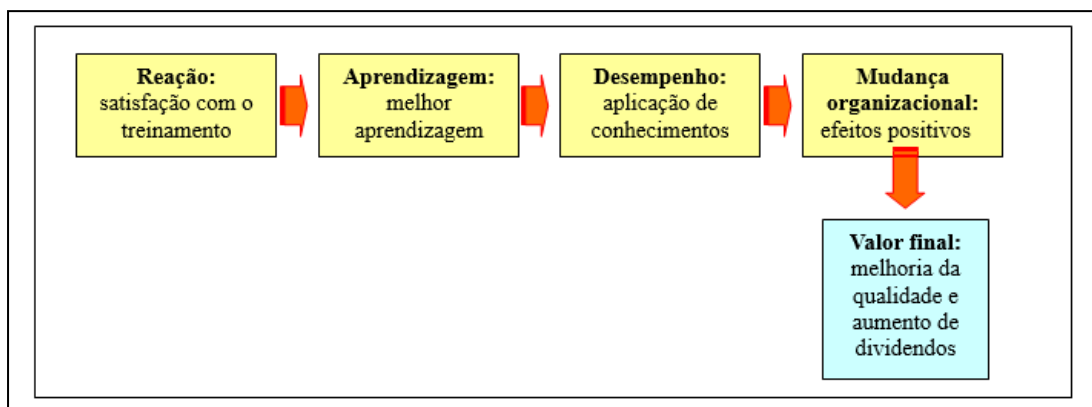 Reação:
satisfação com o
treinamento
Aprendizagem:
melhor
aprendizagem
Desempenho:
aplicação de
conhecimentos
Mudança
organizacional:
efeitos positivos
Valor final:
melhoria da
qualidade e
aumento de
dividendos